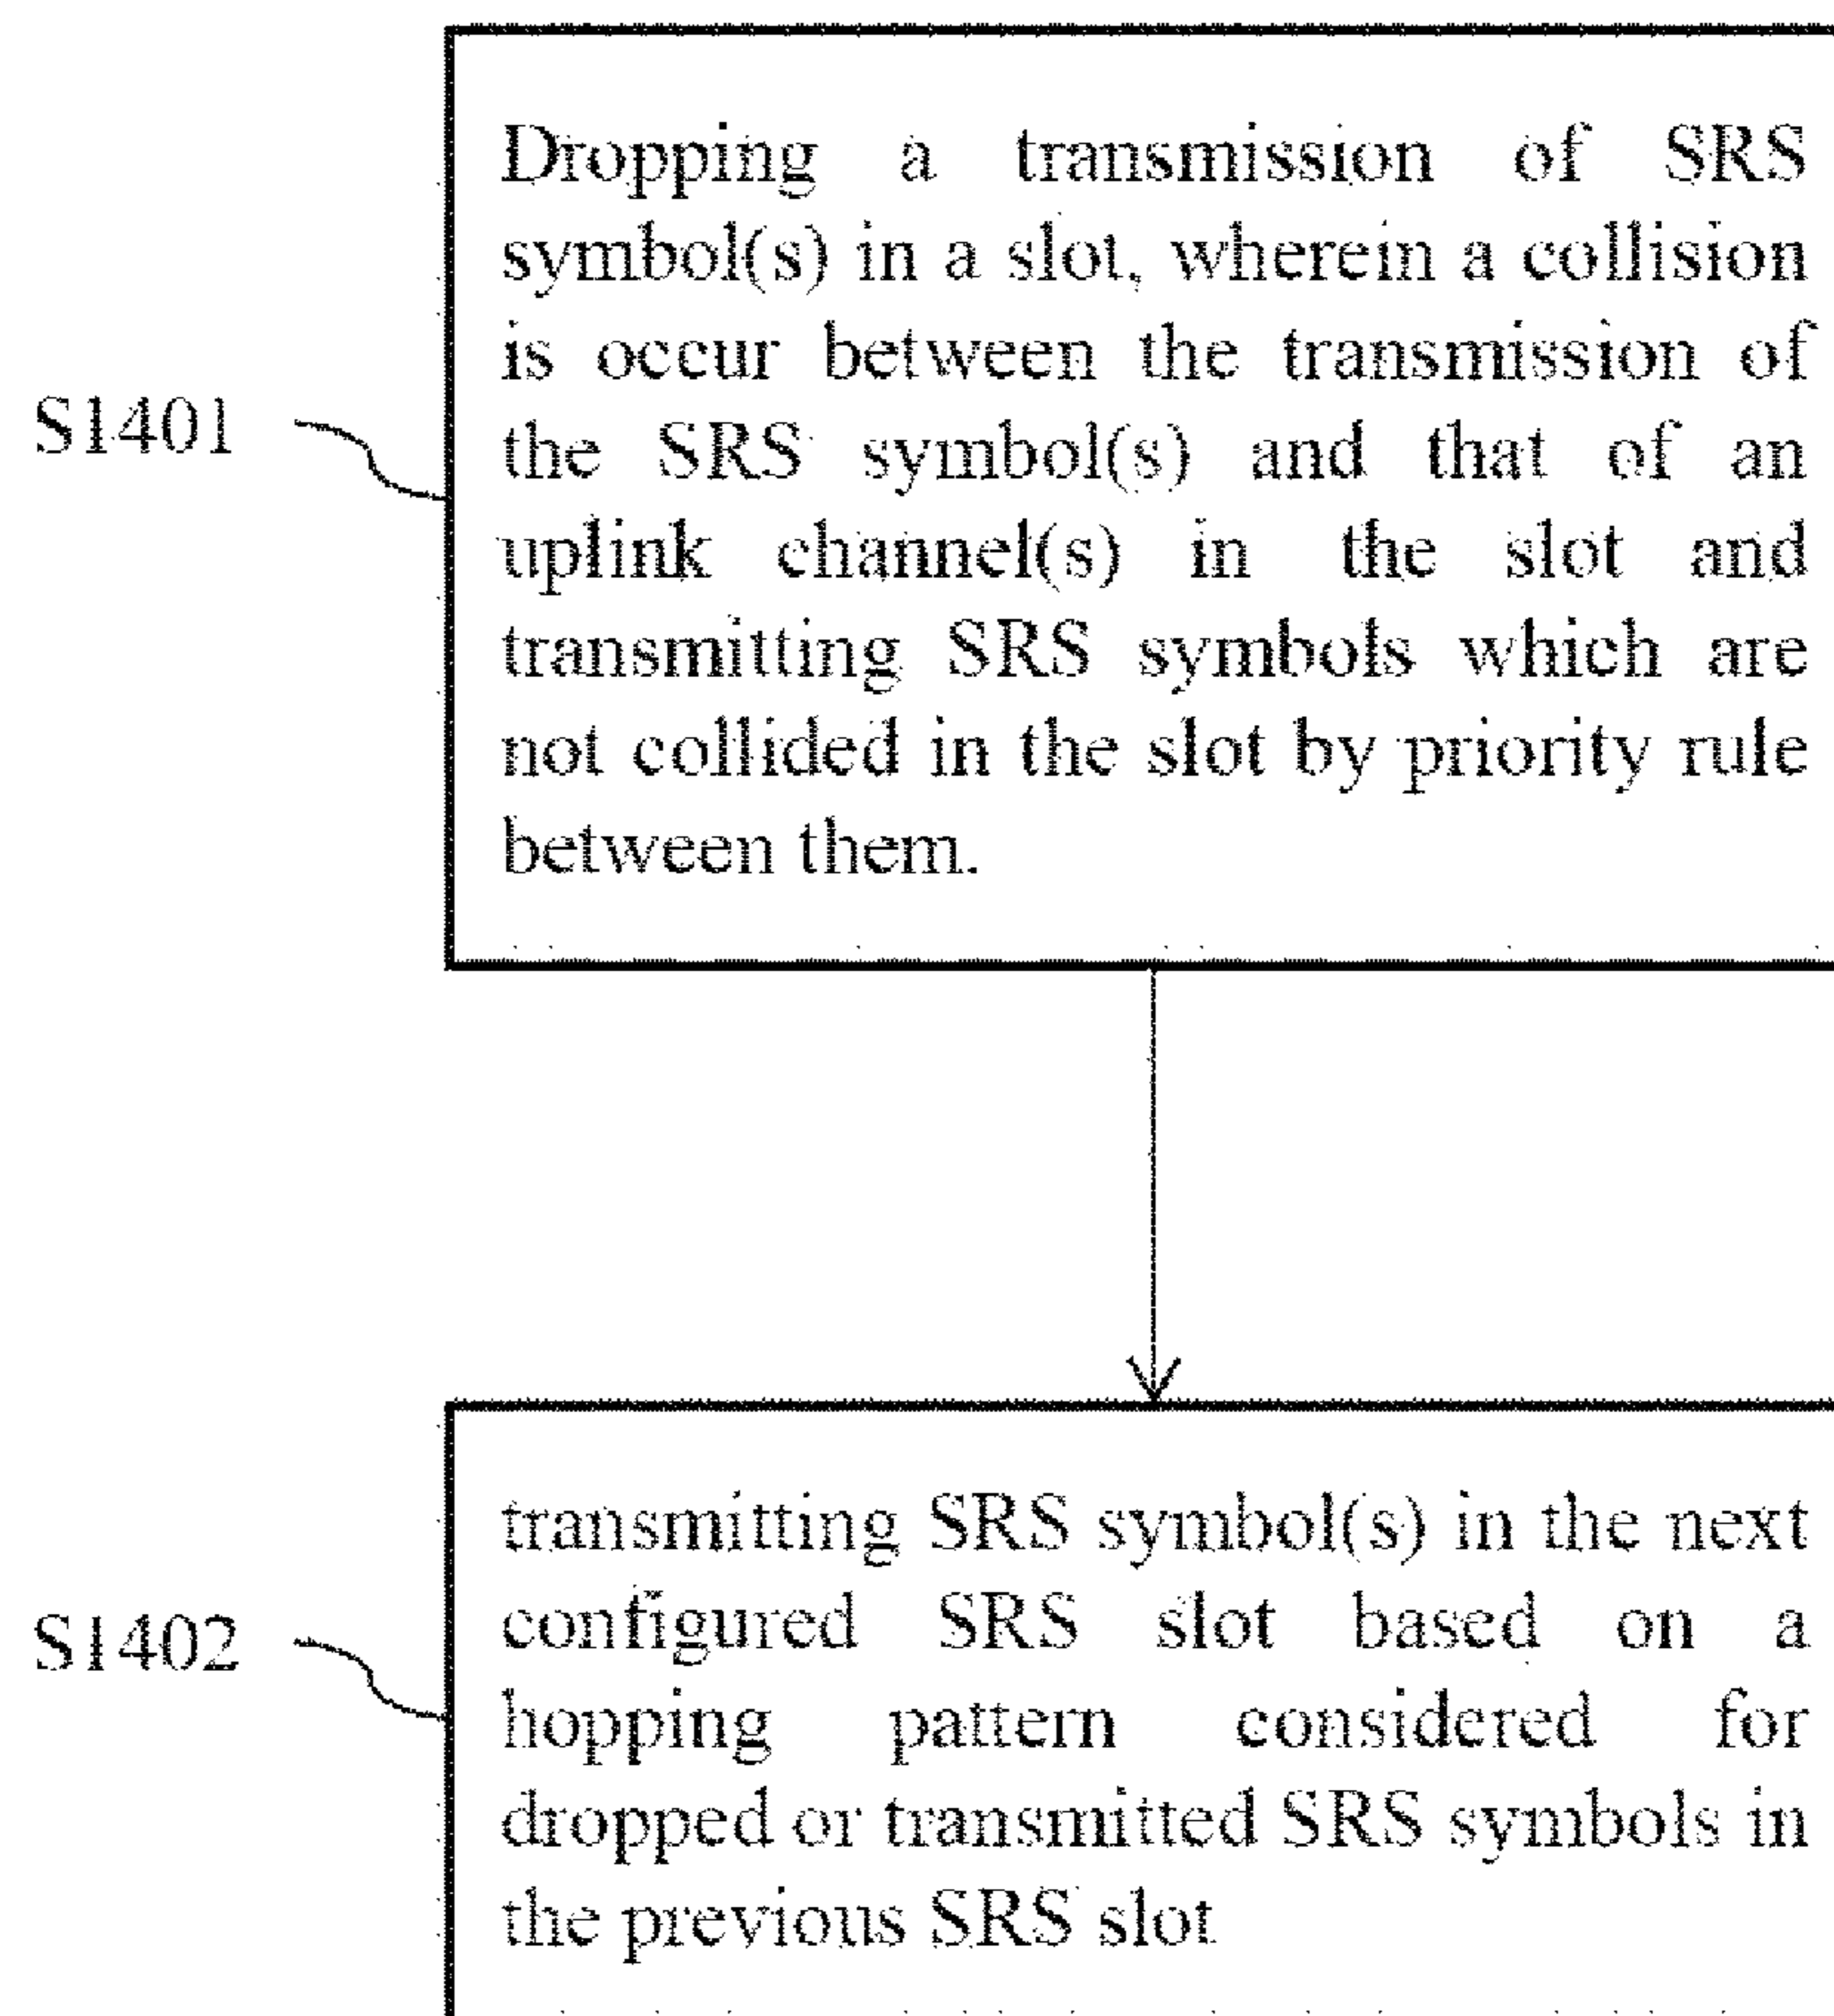 Dropping a transmission of SRS
symbol(s) in a slot, wherein a collision
is occur between the transmission of
S1401
the SRS symbol(s) and that of an
uplink channel(s) in the slot and
transmitting SRS symbols which are
not collided in the slot by priority rule
between them.
transmitting SRS symbol(s) in the next
S1402
configured SRS slot based on a
hopping pattern considered for
dropped or transmitted SRS symbols in
the previous SRS slot